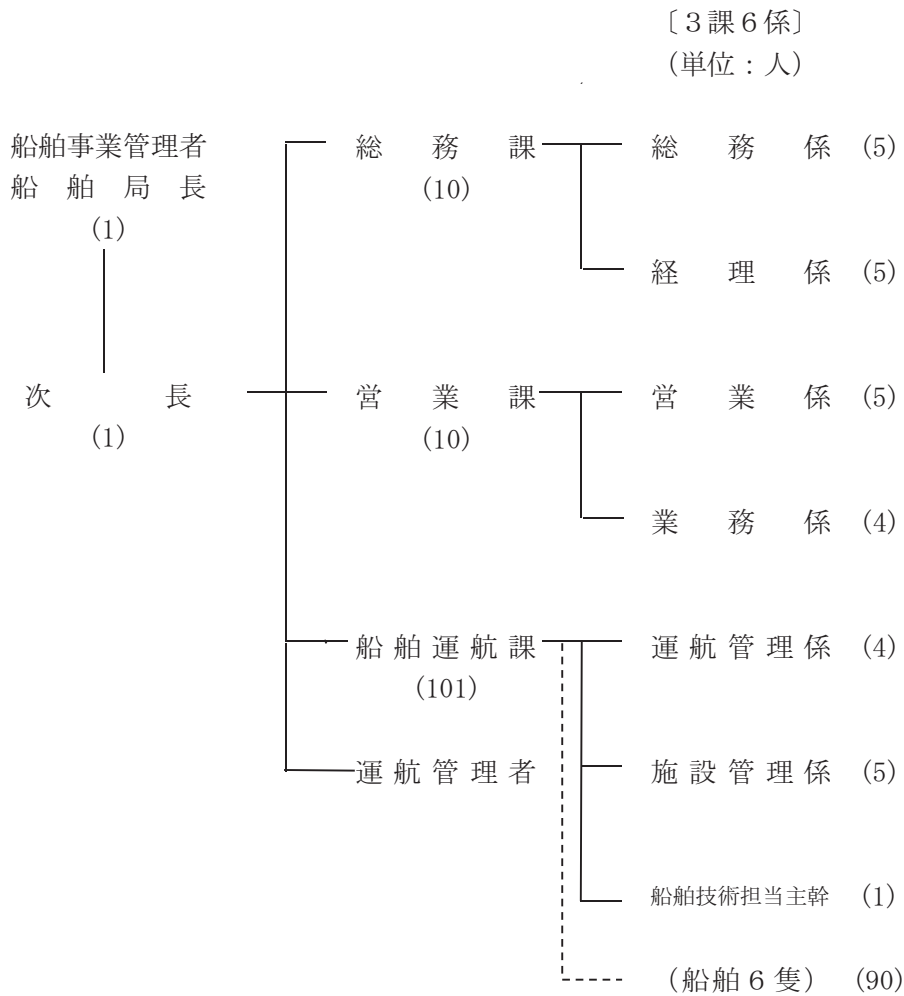 〔３課６係〕
（単位：人）
船舶事業管理者
船舶局長
(1)
次長
(1)
総務課
(10)
総務係 (5)
経理係 (5)
営業課
(10)
営業係 (5)
業務係 (4)
船舶運航課
(101)
運航管理係 (4)
施設管理係 (5)
船舶技術担当主幹 (1)
（船舶６隻） (90)
運航管理者